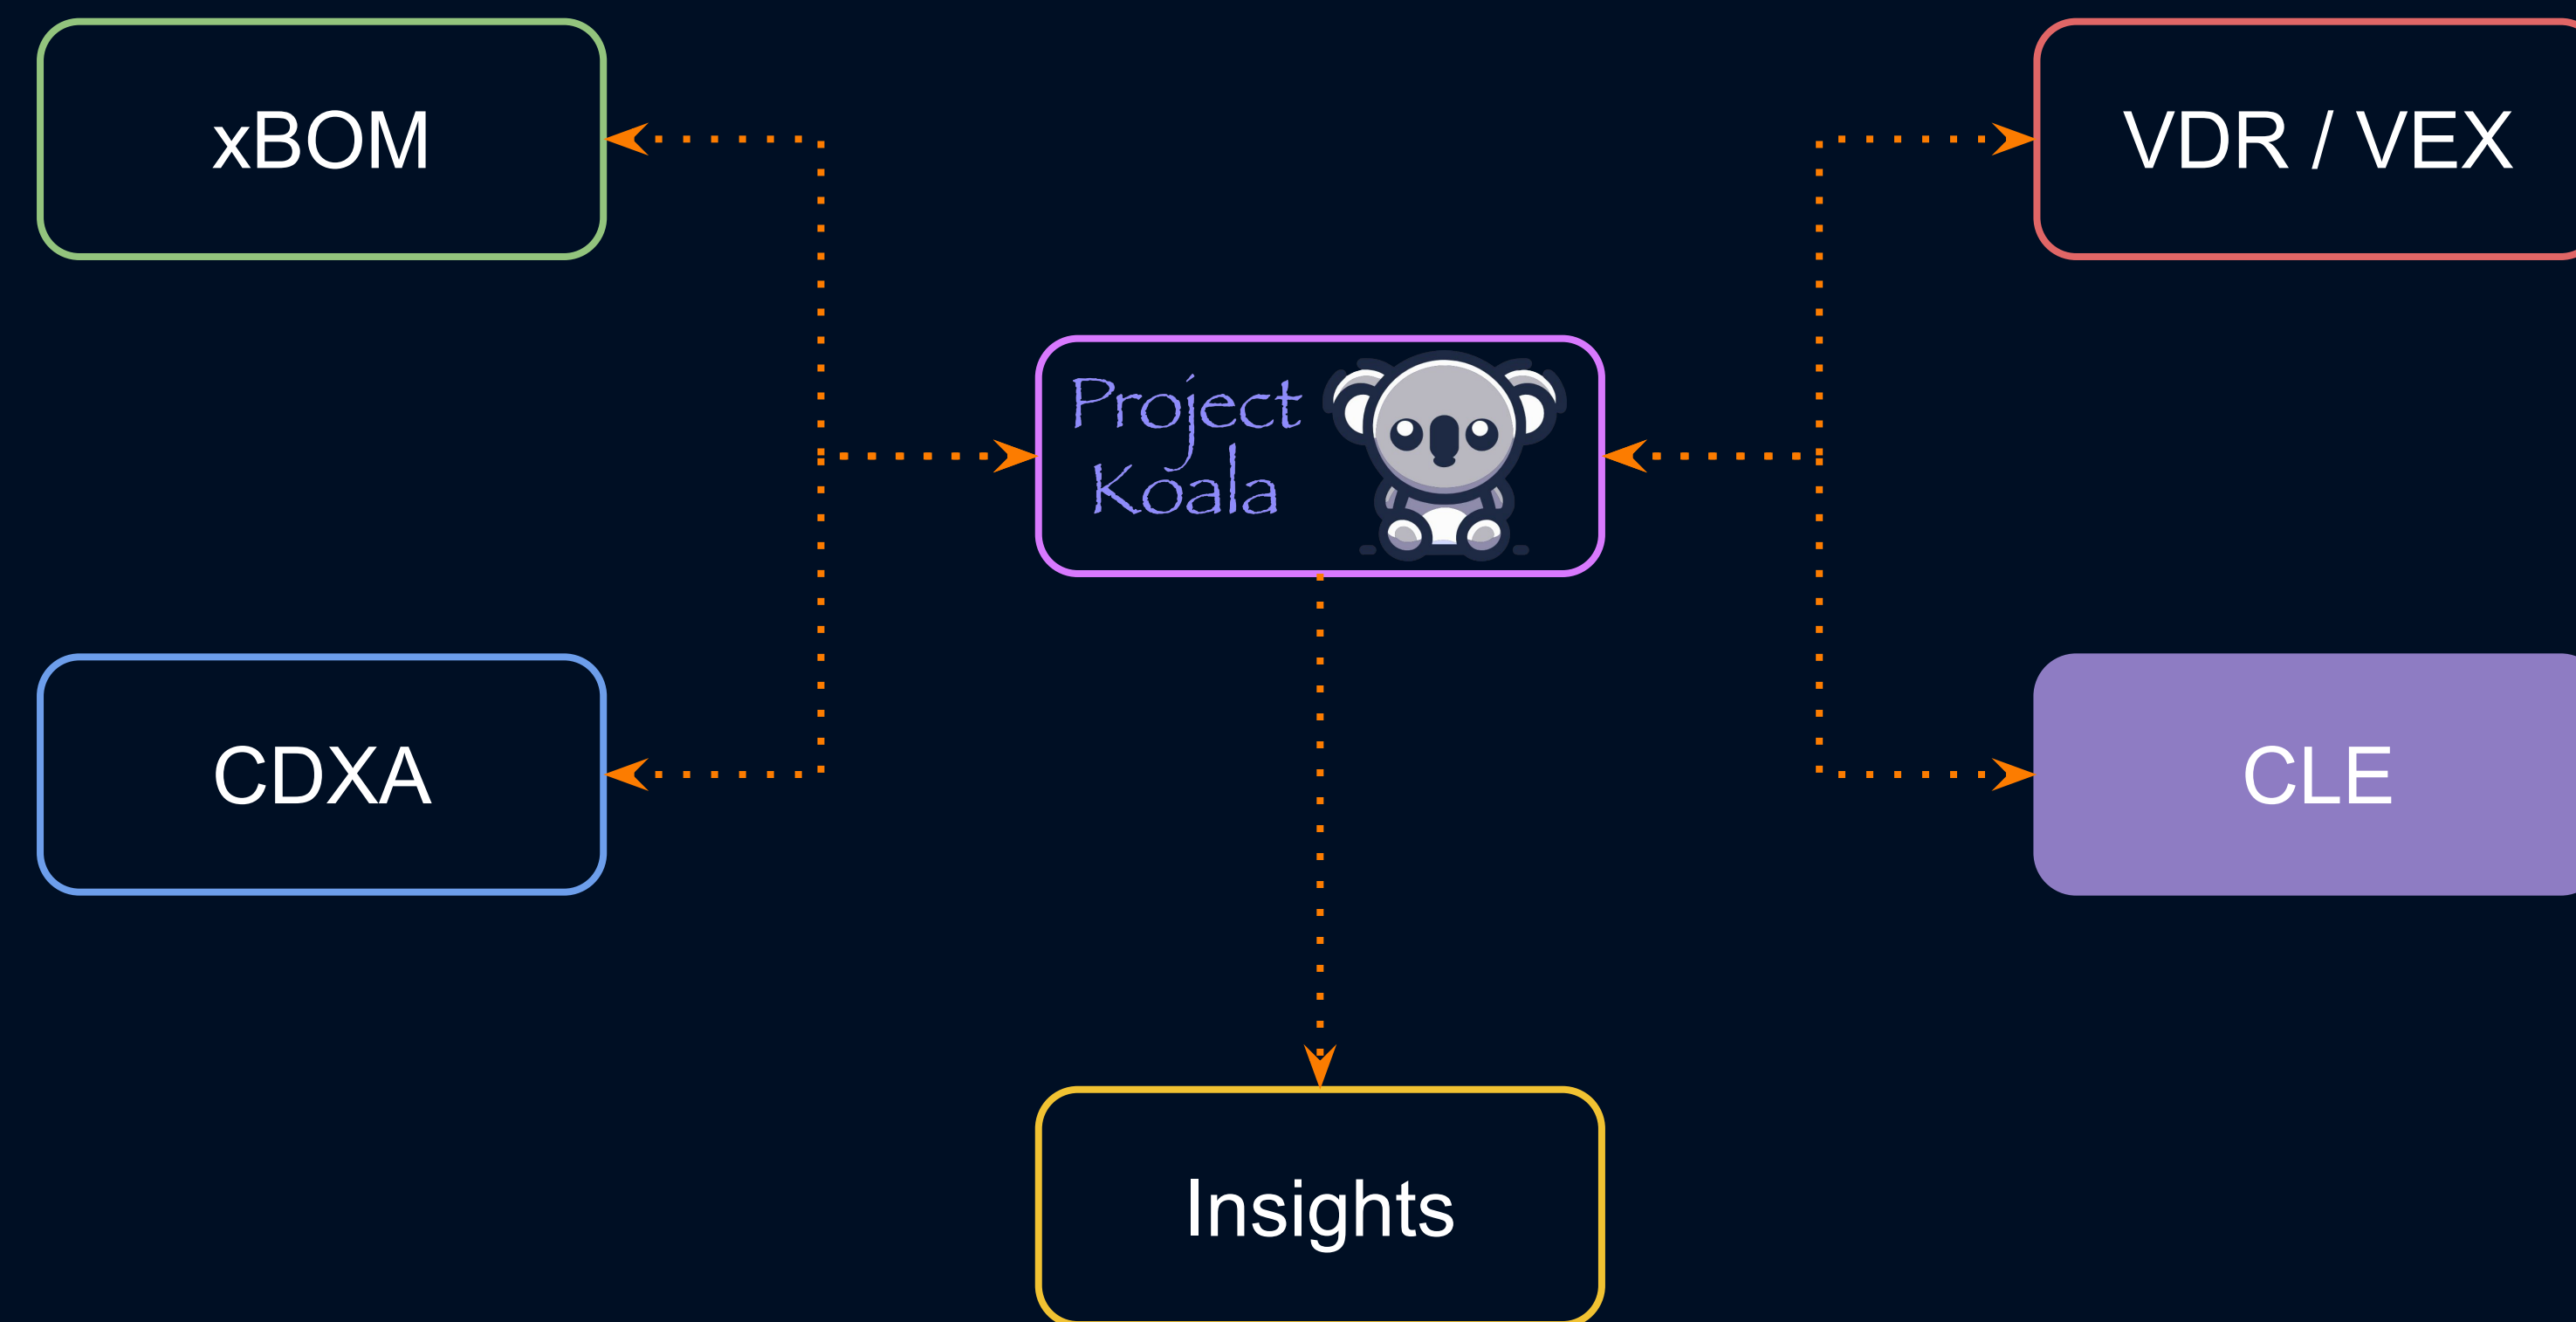 xBOM
VDR / VEX
Project
Koala
CDXA
CLE
Insights